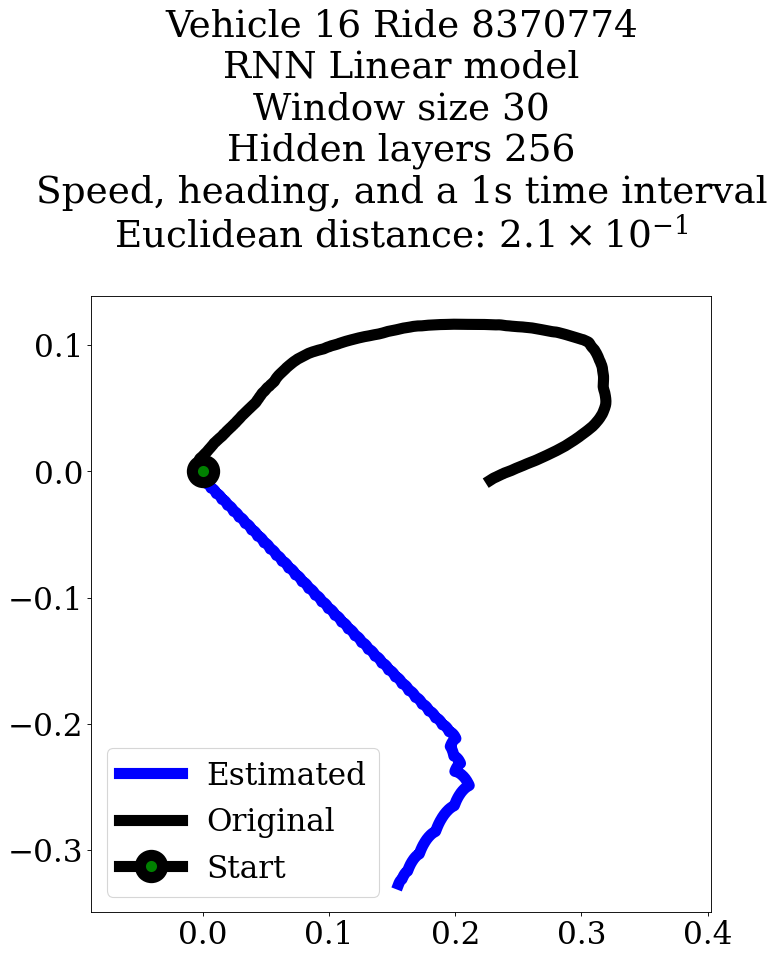 Vehicle 16 Ride 8370774
RNN Linear model
Window size 30
Hidden layers 256
Speed, heading, and a 1s time interval
Euclidean distance: 2.1 × 10⁻¹
0.1
0.0
−0.1
−0.2
−0.3
Estimated
Original
Start
0.0 0.1 0.2 0.3 0.4